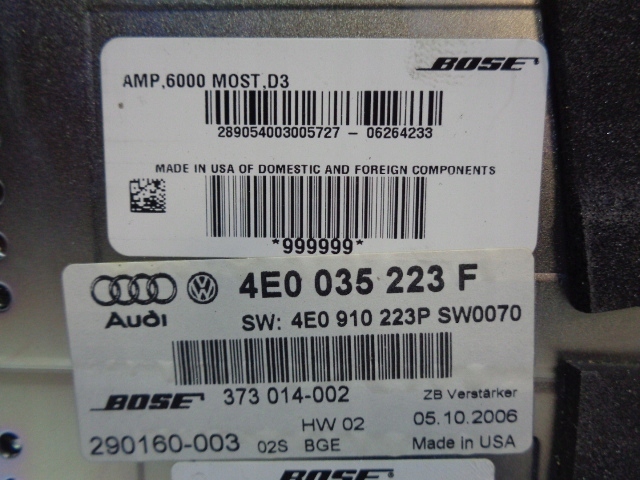 BOSE
AMP,6000 MOST,D3
289054003005727 - 06264233
MADE IN USA OF DOMESTIC AND FOREIGN COMPONENTS
*999999*
4E0 035 223 F
Audi
SW: 4E0 910 223P SW0070
BOSE 373 014-002 ZB Verstärker
HW 02 05.10.2006
290160-003 02S BGE Made in USA
BOSE